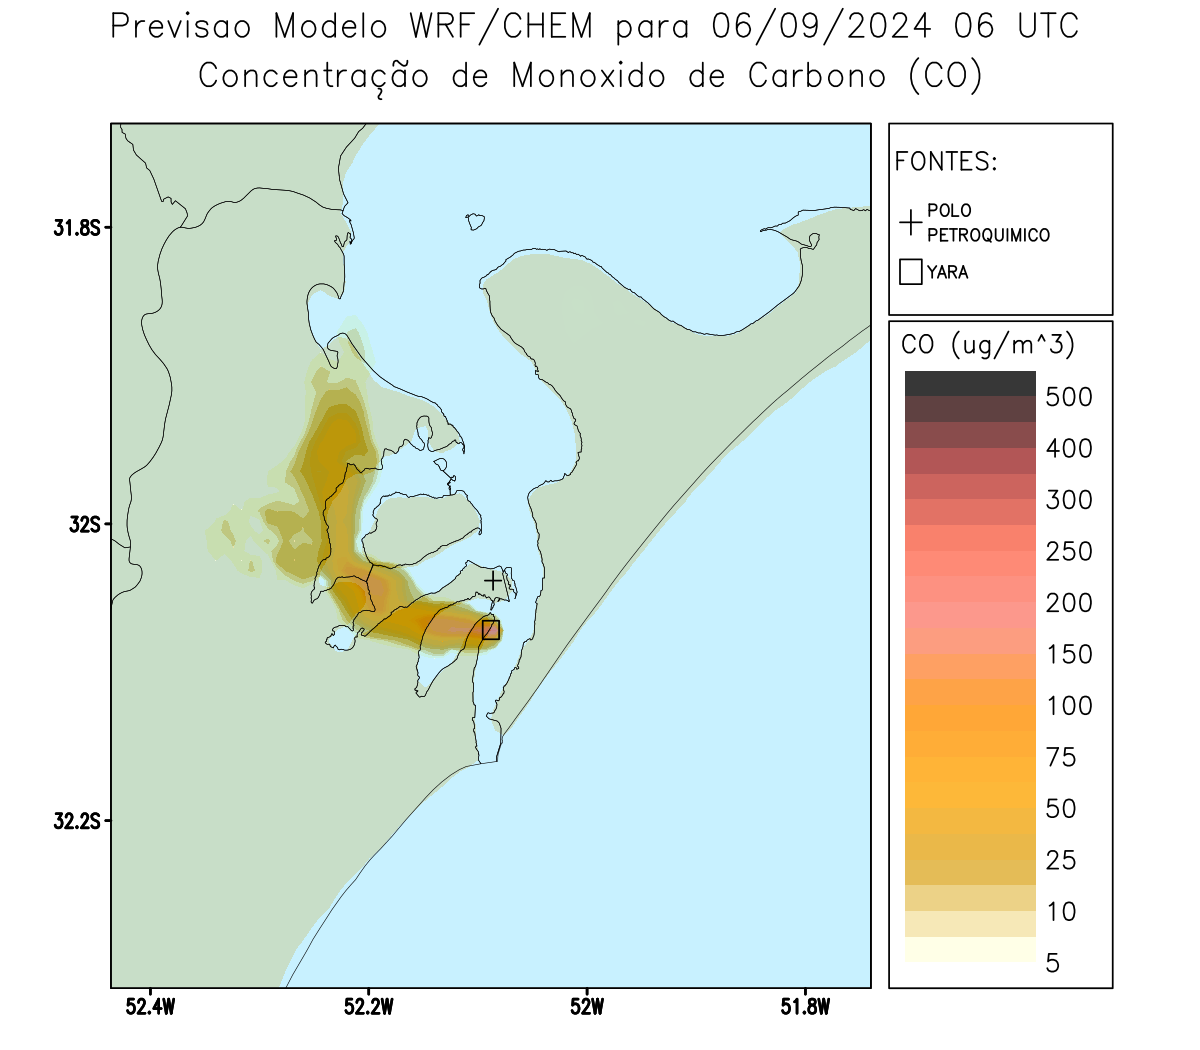 Previsao Modelo WRF/CHEM para 06/09/2024 06 UTC
Concentração de Monoxido de Carbono (CO)
31.8S
32S
32.2S
52.4W
52.2W
52W
51.8W
FONTES:
POLO
PETROQUIMICO
YARA
CO (ug/m^3)
500
400
300
250
200
150
100
75
50
25
10
5